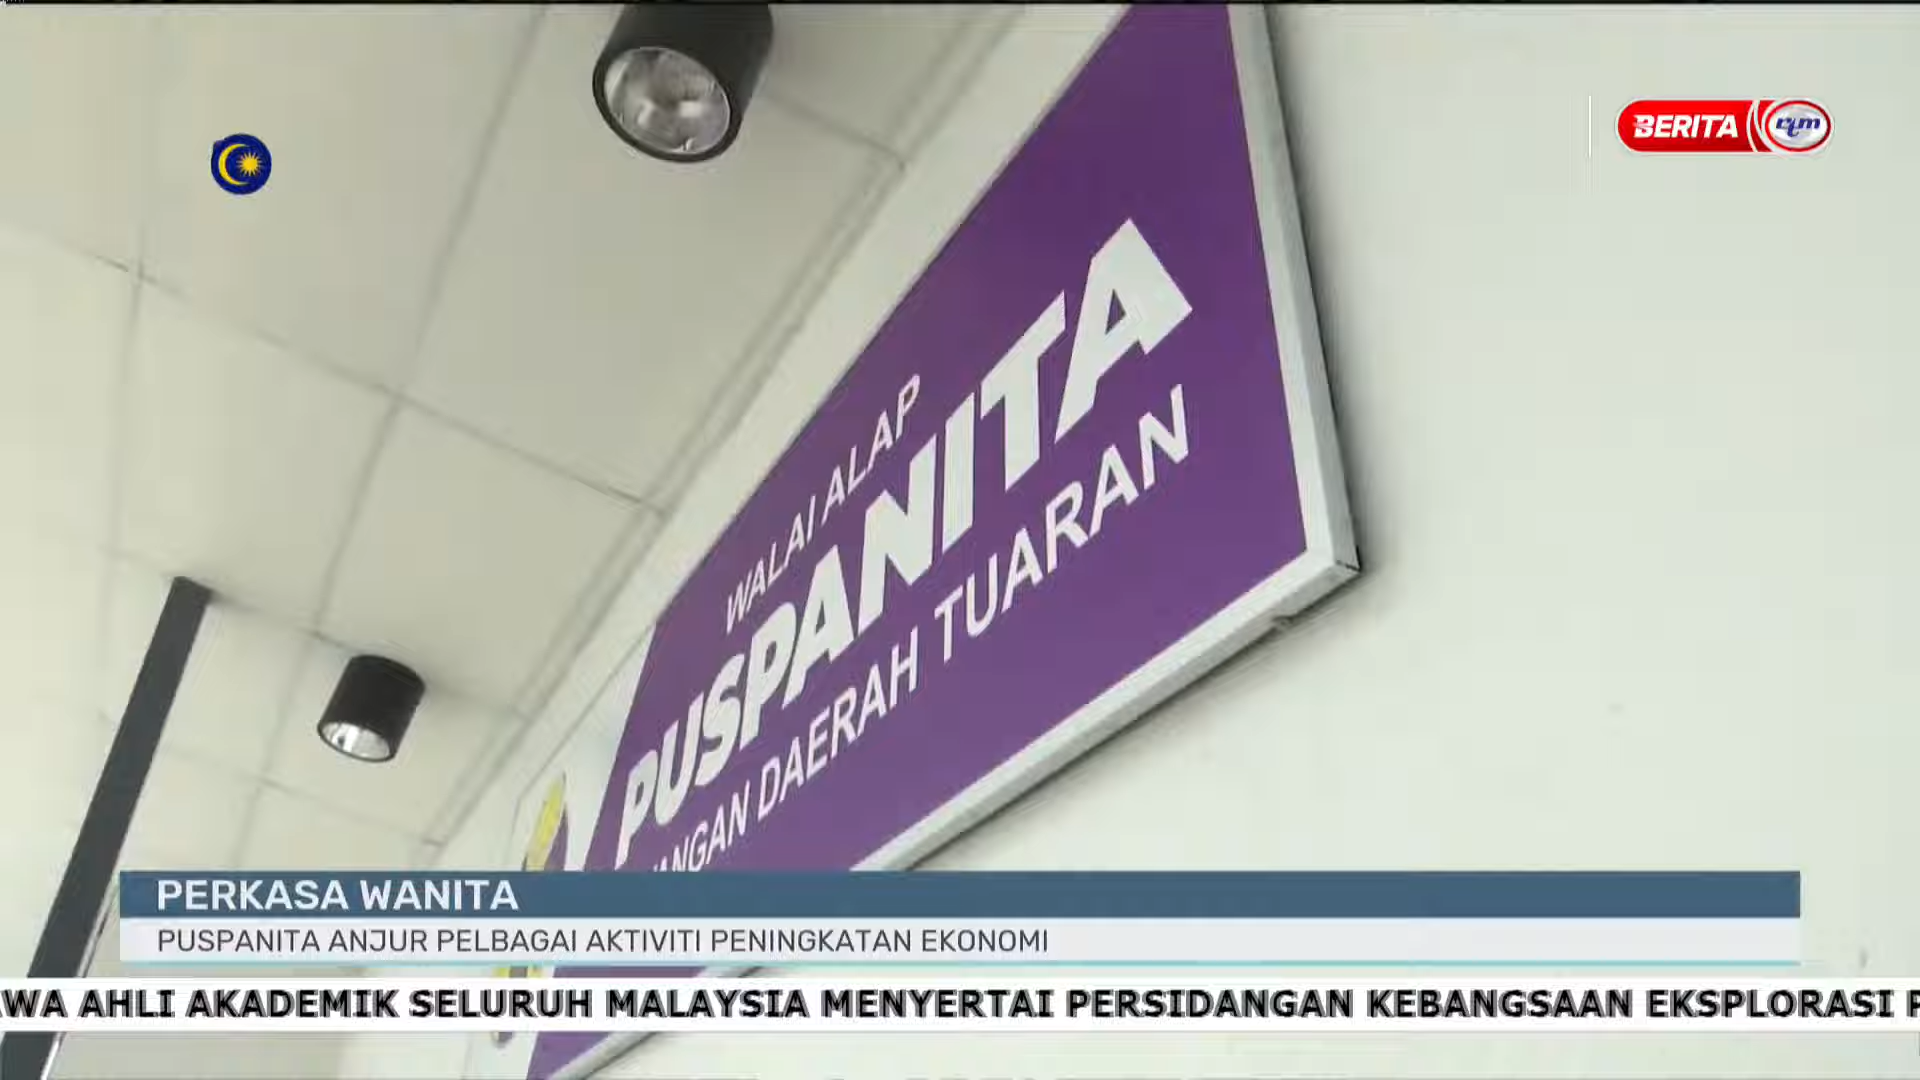 BERITA rtm
WALAI ALAP
PUSPANITA
DAERAH TUARAN
PERKASA WANITA
PUSPANITA ANJUR PELBAGAI AKTIVITI PENINGKATAN EKONOMI
AHLI AKADEMIK SELURUH MALAYSIA MENYERTAI PERSIDANGAN KEBANGSAAN EKSPLORASI